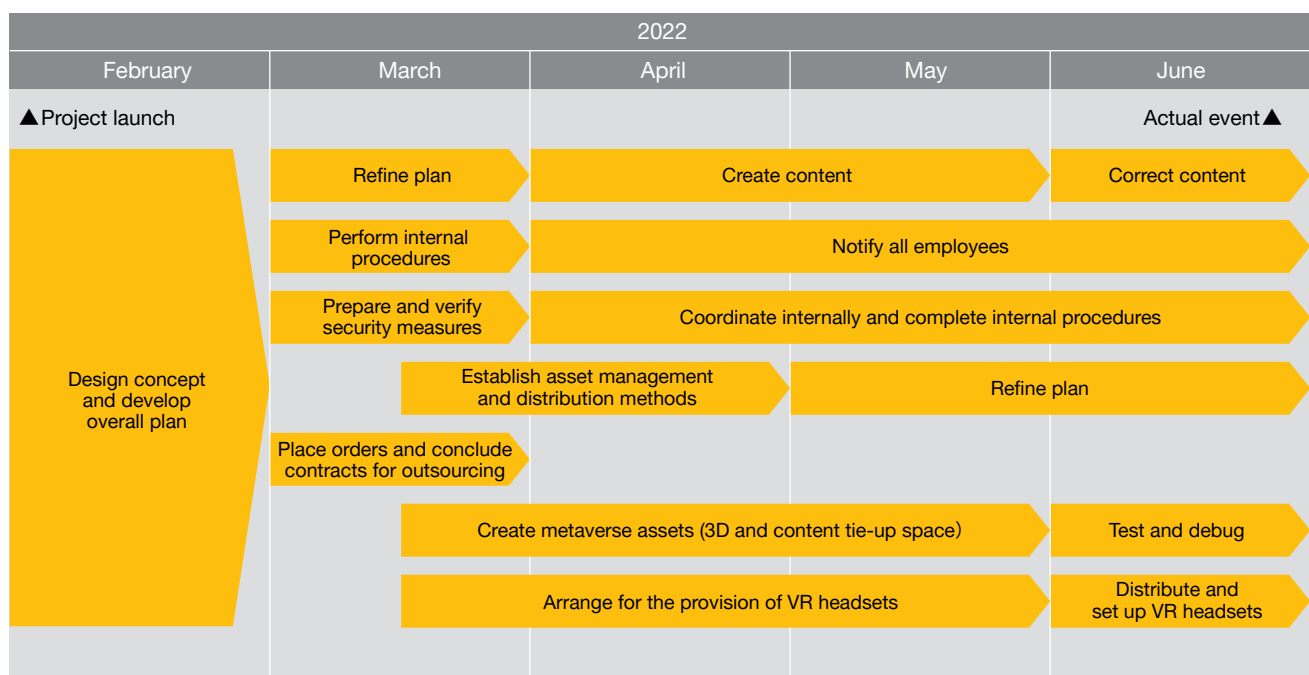 2022
February
March
April
May
June
▲Project launch
Actual event▲
Design concept
and develop
overall plan
Refine plan
Create content
Correct content
Perform internal
procedures
Notify all employees
Prepare and verify
security measures
Coordinate internally and complete internal procedures
Establish asset management
and distribution methods
Refine plan
Place orders and conclude
contracts for outsourcing
Create metaverse assets (3D and content tie-up space)
Test and debug
Arrange for the provision of VR headsets
Distribute and
set up VR headsets